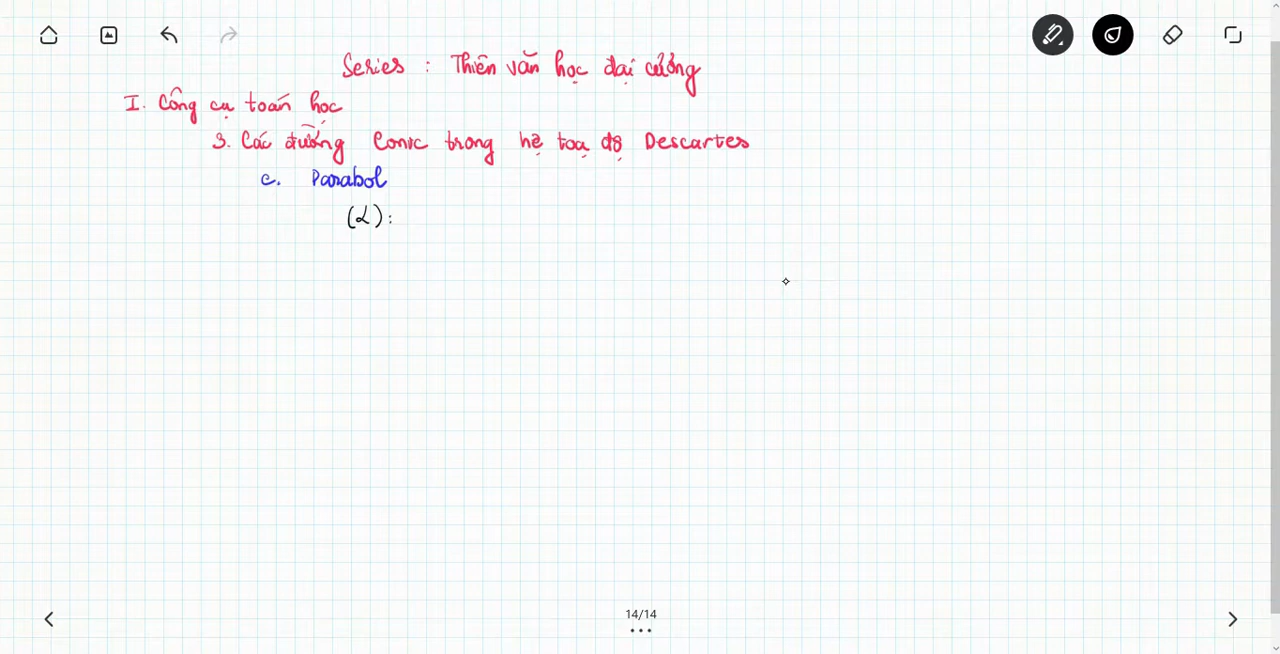 Series : Thiên văn học đại cương
I. Công cụ toán học
3. Các đường Conic trong hệ toạ độ Descartes
c. Parabol
(α):
14/14